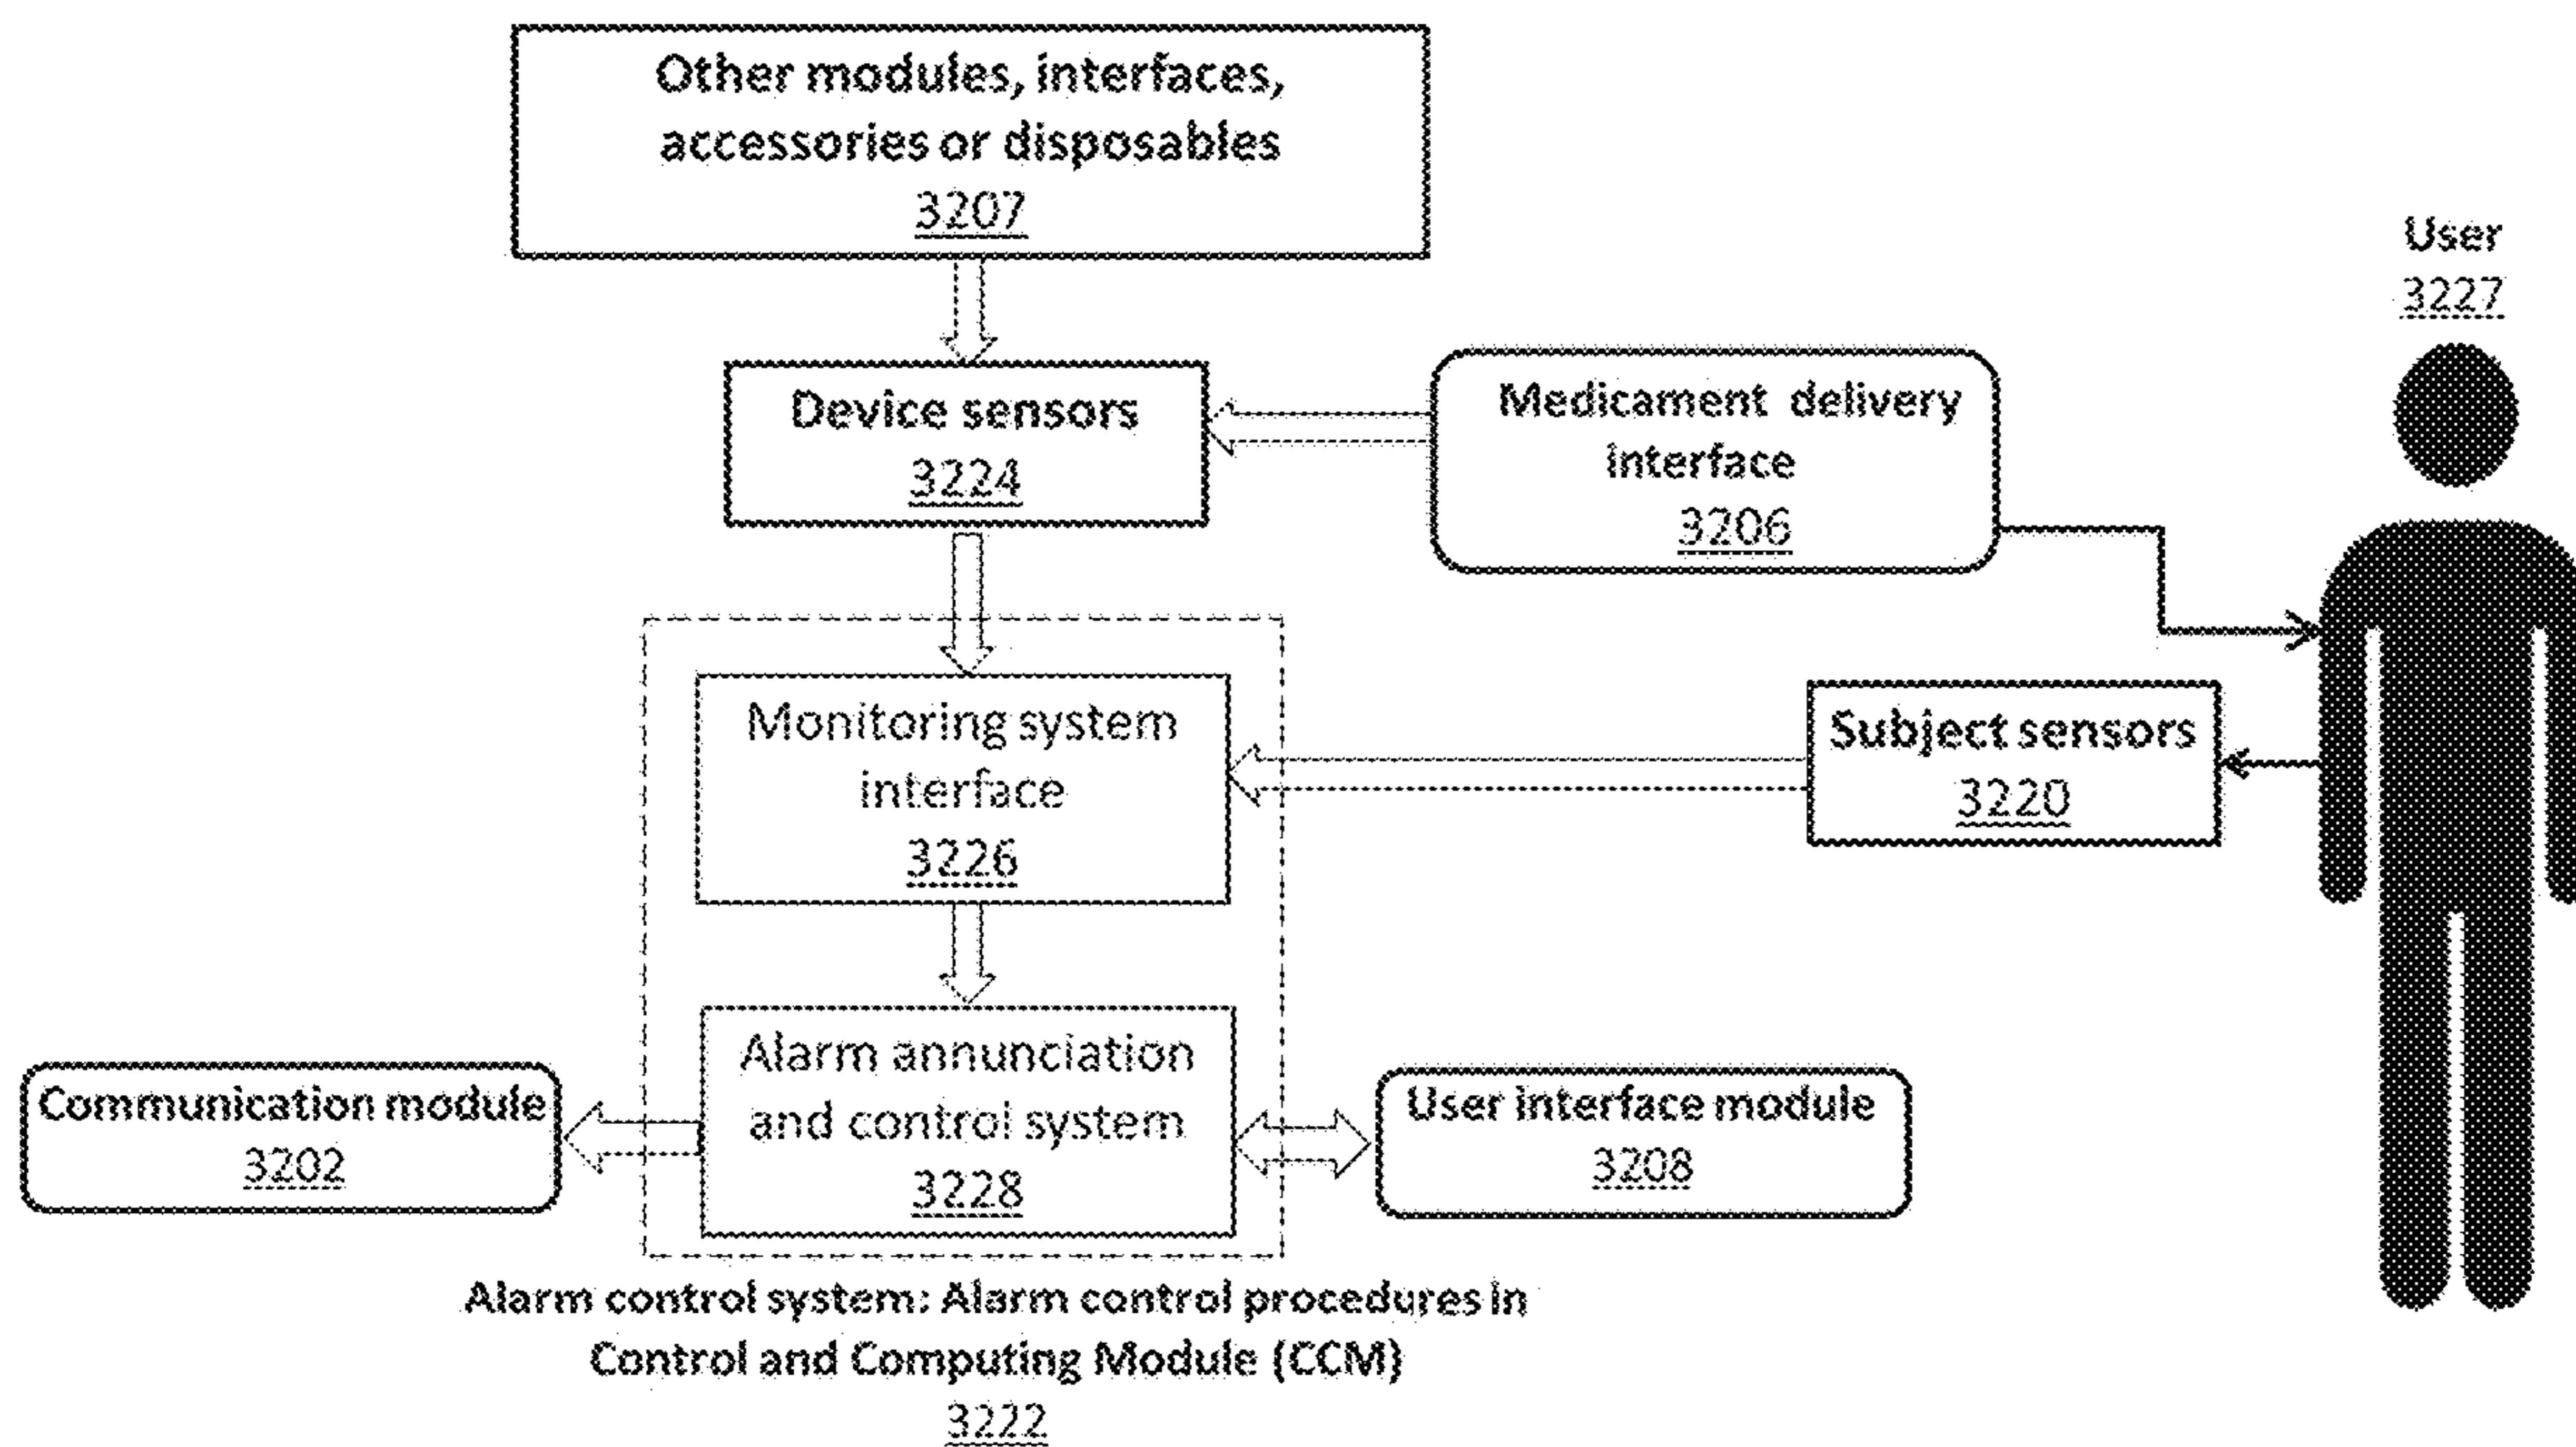 Other modules, interfaces,
accessories or disposables
3207
User
3227
Device sensors
3224
Medicament delivery
interface
3206
Monitoring system
interface
3226
Subject sensors
3220
Communication module
3202
Alarm annunciation
and control system
3228
User interface module
3208
Alarm control system: Alarm control procedures in
Control and Computing Module (CCM)
3222